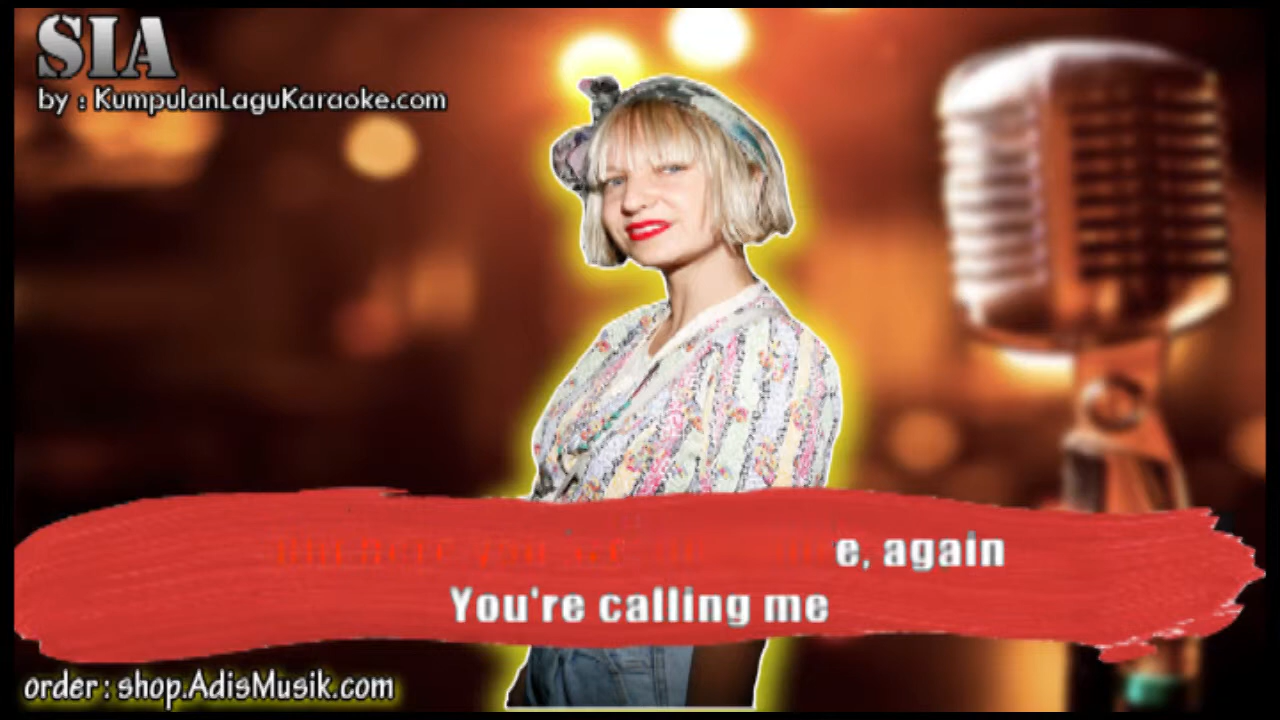 SIA
by : KumpulanLaguKaraoke.com
e, again
You're calling me
order : shop.AdisMusik.com